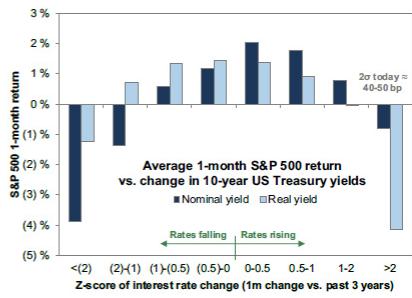 3 %
2 %
1 %
0 %
(1) %
(2) %
(3) %
(4) %
(5) %
S&P 500 1-month return
2σ today ≈
40-50 bp
Average 1-month S&P 500 return
vs. change in 10-year US Treasury yields
Nominal yield Real yield
Rates falling Rates rising
<(2) (2)-(1) (1)-(0.5) (0.5)-0 0-0.5 0.5-1 1-2 >2
Z-score of interest rate change (1m change vs. past 3 years)